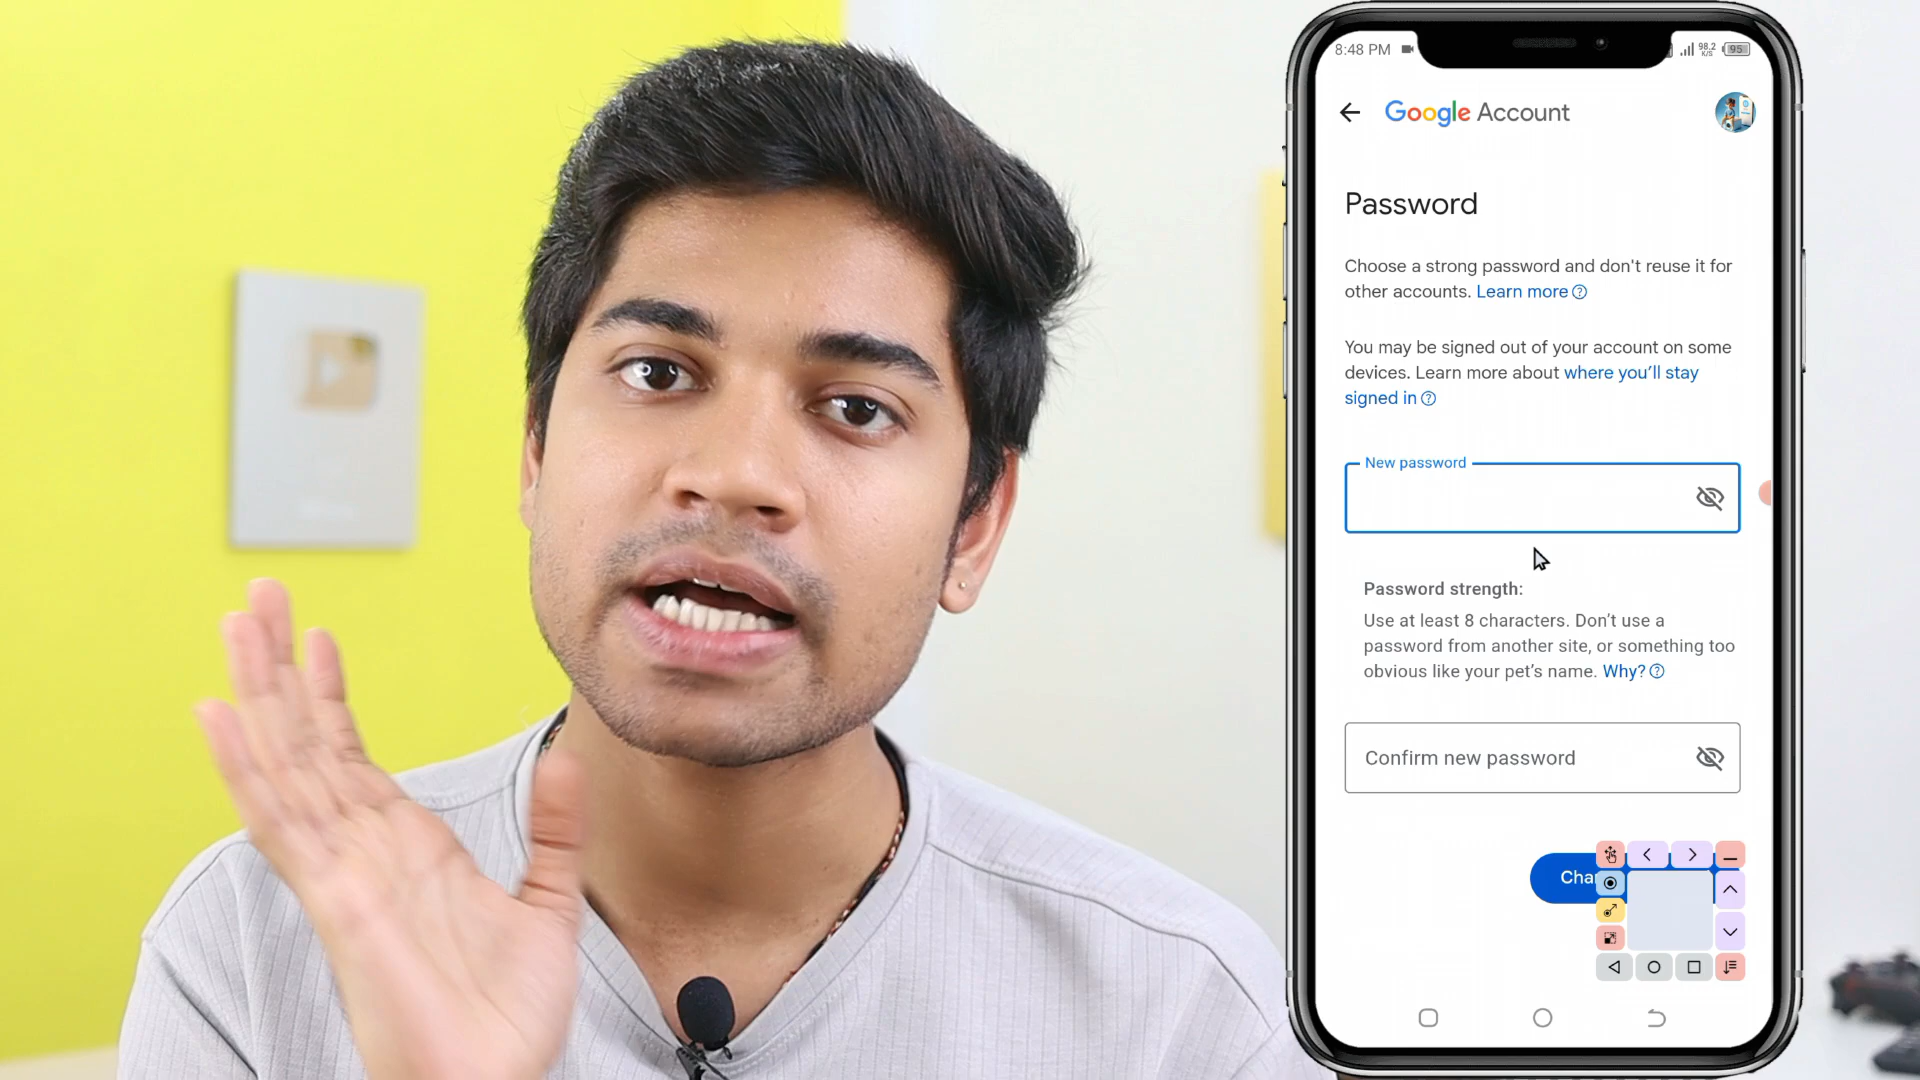 8:48 PM
98.2
K/S
95
Google Account
Password
Choose a strong password and don't reuse it for
other accounts. Learn more
You may be signed out of your account on some
devices. Learn more about where you'll stay
signed in
New password
Password strength:
Use at least 8 characters. Don't use a
password from another site, or something too
obvious like your pet's name. Why?
Confirm new password
Cha